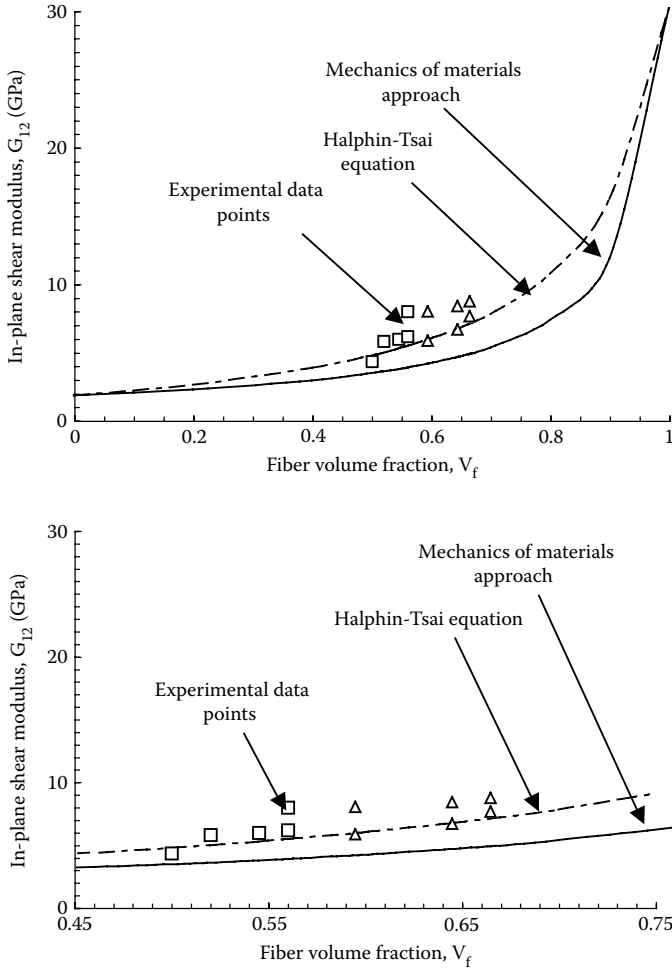 30
20
10
0
In-plane shear modulus, G12 (GPa)
Mechanics of materials
approach
Halphin-Tsai
equation
Experimental data
points
0
0.2
0.4
0.6
0.8
1
Fiber volume fraction, Vf
30
20
10
0
In-plane shear modulus, G12 (GPa)
Mechanics of materials
approach
Halphin-Tsai equation
Experimental data
points
0.45
0.55
0.65
0.75
Fiber volume fraction, Vf